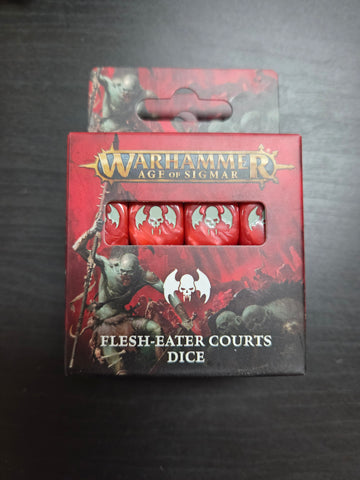 WARHAMMER
AGE OF SIGMAR
FLESH-EATER COURTS
DICE